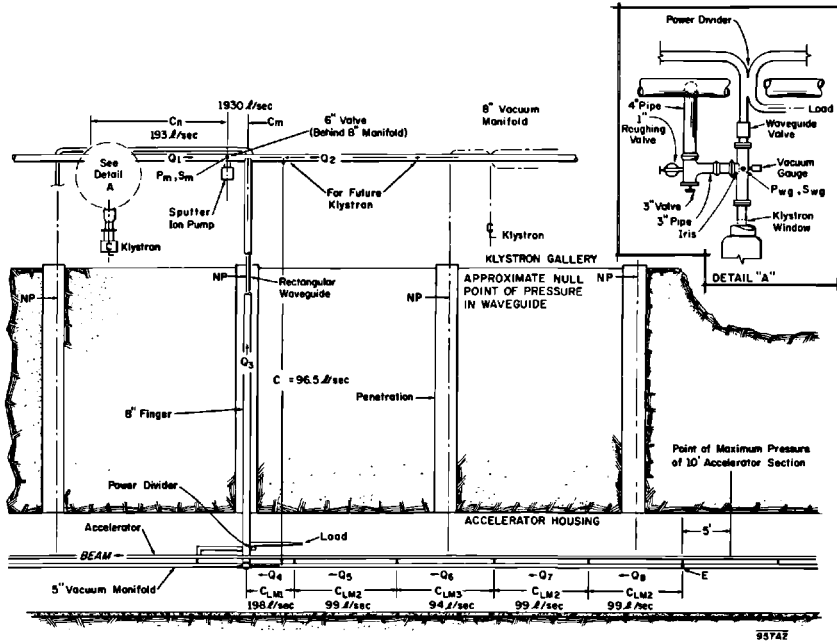 Power Divider
Load
4" Pipe
1"
Roughing
Valve
Waveguide
Valve
Vacuum
Gauge
Pwg, Swg
3" Valve
3" Pipe
Iris
Klystron
Window
DETAIL "A"
1930 ℓ/sec
Cn
Cm
193 ℓ/sec
6" Valve
(Behind 8" Manifold)
8" Vacuum
Manifold
Q1
Q2
See
Detail
A
Pm, Sm
Sputter
Ion Pump
For Future
Klystran
Klystron
Klystron
KLYSTRON GALLERY
NP
NP
Rectangular
Waveguide
APPROXIMATE NULL
POINT OF PRESSURE
IN WAVEGUIDE
NP
NP
Q3
C = 96.5 ℓ/sec
8" Finger
Penetration
Point of Maximum Pressure
of 10' Accelerator
Section
Power Divider
ACCELERATOR HOUSING
Load
5'
Accelerator
BEAM
5" Vacuum Manifold
Q4
Q5
Q6
Q7
Q8
E
CLM1
CLM2
CLM3
CLM2
CLM2
198 ℓ/sec
99 ℓ/sec
94 ℓ/sec
99 ℓ/sec
99 ℓ/sec
957A2